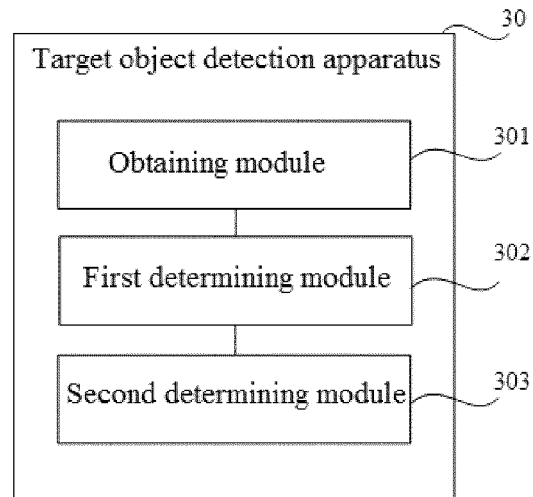 30
Target object detection apparatus
Obtaining module
301
First determining module
302
Second determining module
303